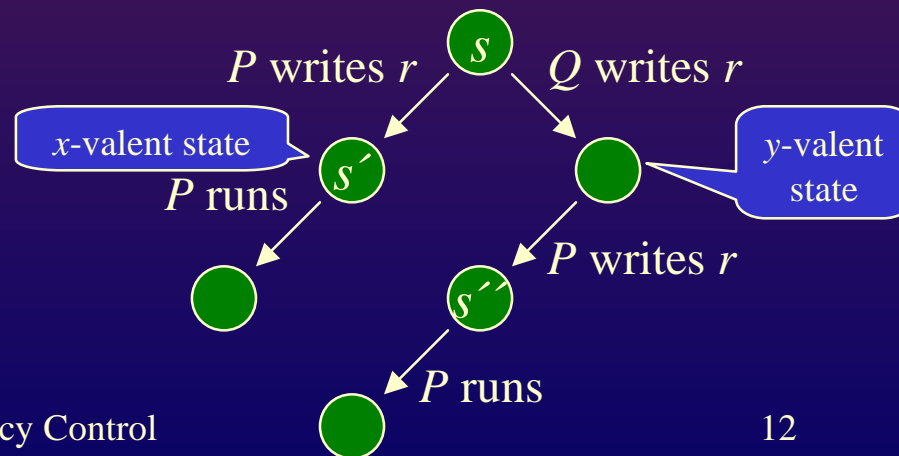 s
P writes r
Q writes r
x-valent state
s´
y-valent
state
P runs
P writes r
s´´
P runs
cy Control
12